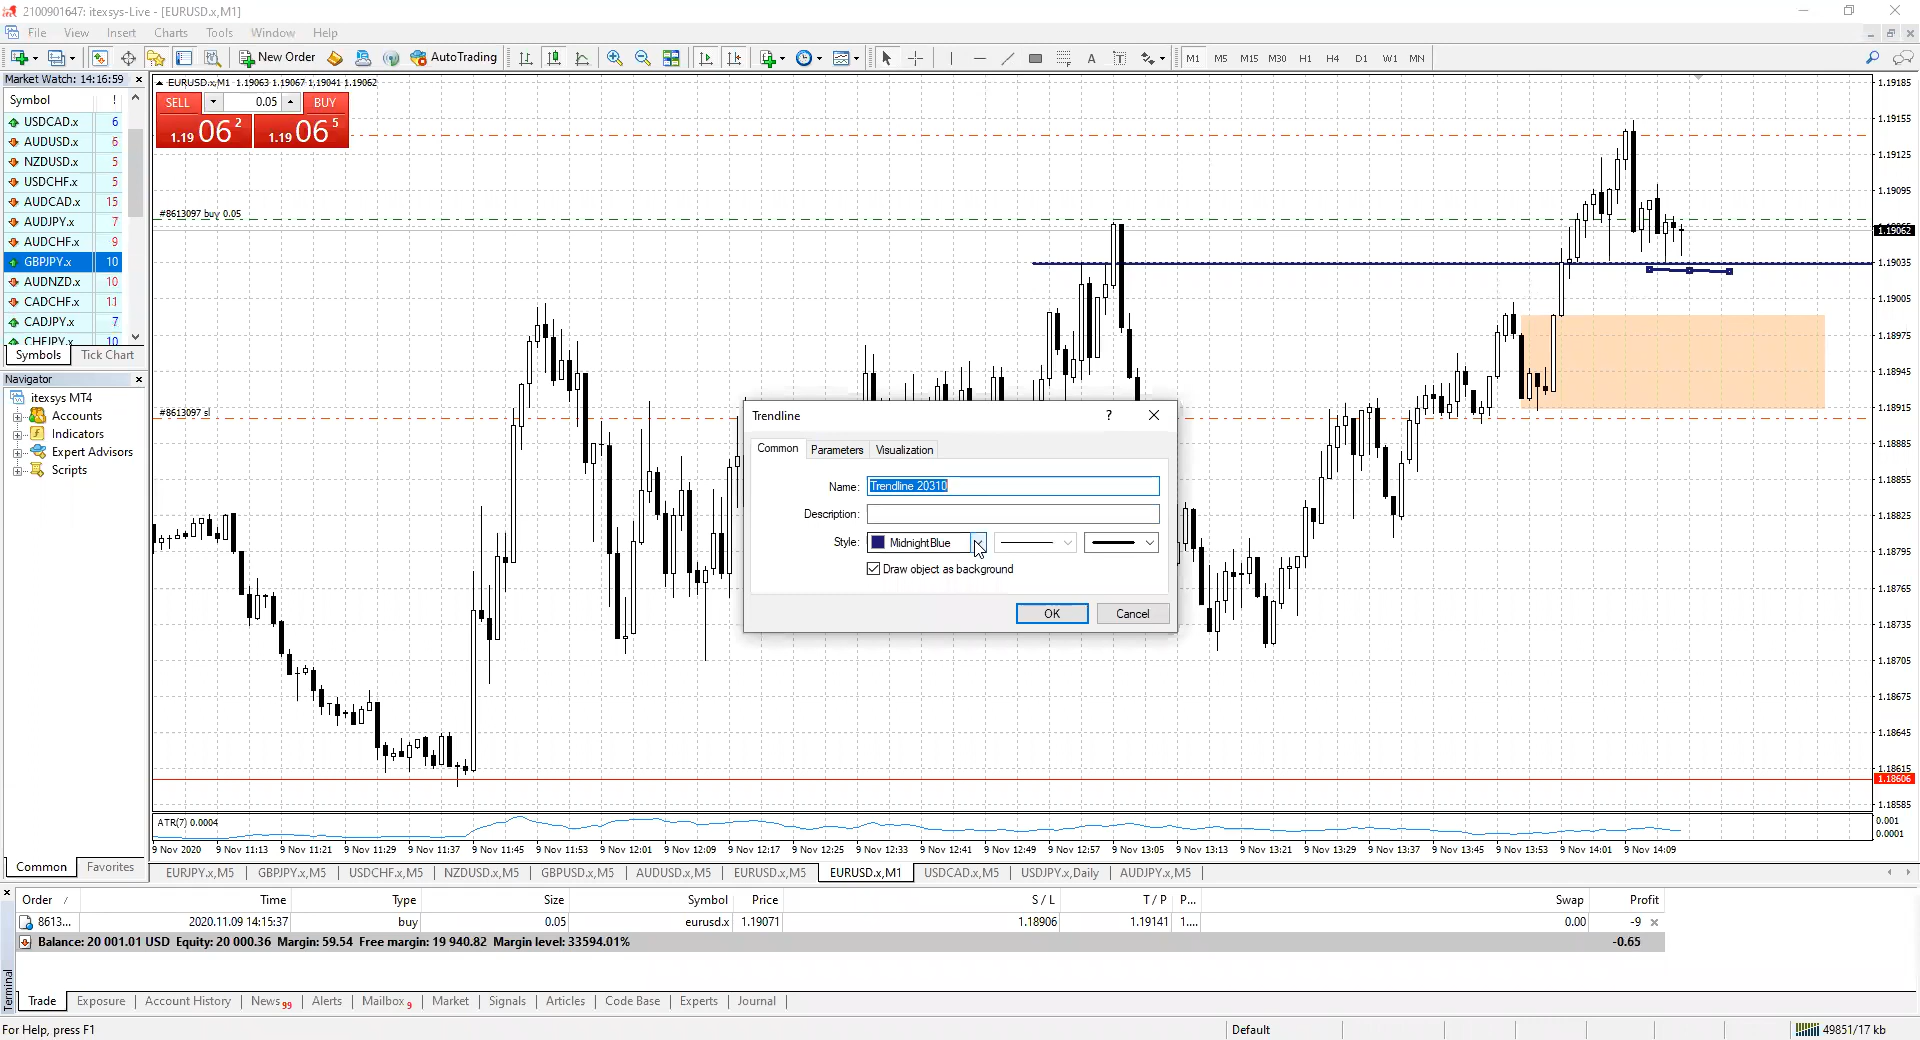 2100901647: itexsys-Live - [EURUSD.x,M1]
File View Insert Charts Tools Window Help
New Order AutoTrading A T M1 M5 M15 M30 H1 H4 D1 W1 MN
Market Watch: 14:16:59
Symbol !
USDCAD.x 6
AUDUSD.x 6
NZDUSD.x 5
USDCHF.x 5
AUDCAD.x 15
AUDJPY.x 7
AUDCHF.x 9
GBPJPY.x 10
AUDNZD.x 10
CADCHF.x 11
CADJPY.x 7
CHFJPY.x 10
Symbols Tick Chart
Navigator
itexsys MT4
Accounts
Indicators
Expert Advisors
Scripts
Common Favorites
EURUSD.x,M1 1.19063 1.19067 1.19041 1.19062
SELL 0.05 BUY
1.19 06 2 1.19 06 5
#8613097 buy 0.05
#8613097 sl
1.19185
1.19155
1.19125
1.19095
1.19062
1.19035
1.19005
1.18975
1.18945
1.18915
1.18885
1.18855
1.18825
1.18795
1.18765
1.18735
1.18705
1.18675
1.18645
1.18615
1.18606
1.18585
Trendline ?
Common Parameters Visualization
Name: Trendline 20310
Description:
Style: MidnightBlue
Draw object as background
OK Cancel
ATR(7) 0.0004
0.001
0.0001
9 Nov 2020 9 Nov 11:13 9 Nov 11:21 9 Nov 11:29 9 Nov 11:37 9 Nov 11:45 9 Nov 11:53 9 Nov 12:01 9 Nov 12:09 9 Nov 12:17 9 Nov 12:25 9 Nov 12:33 9 Nov 12:41 9 Nov 12:49 9 Nov 12:57 9 Nov 13:05 9 Nov 13:13 9 Nov 13:21 9 Nov 13:29 9 Nov 13:37 9 Nov 13:45 9 Nov 13:53 9 Nov 14:01 9 Nov 14:09
EURJPY.x,M5 GBPJPY.x,M5 USDCHF.x,M5 NZDUSD.x,M5 GBPUSD.x,M5 AUDUSD.x,M5 EURUSD.x,M5 EURUSD.x,M1 USDCAD.x,M5 USDJPY.x,Daily AUDJPY.x,M5
Order / Time Type Size Symbol Price S / L T / P P... Swap Profit
8613... 2020.11.09 14:15:37 buy 0.05 eurusd.x 1.19071 1.18906 1.19141 1.... 0.00 -9
Balance: 20 001.01 USD Equity: 20 000.36 Margin: 59.54 Free margin: 19 940.82 Margin level: 33594.01% -0.65
Terminal
Trade Exposure Account History News 99 Alerts Mailbox 9 Market Signals Articles Code Base Experts Journal
For Help, press F1 Default 49851/17 kb